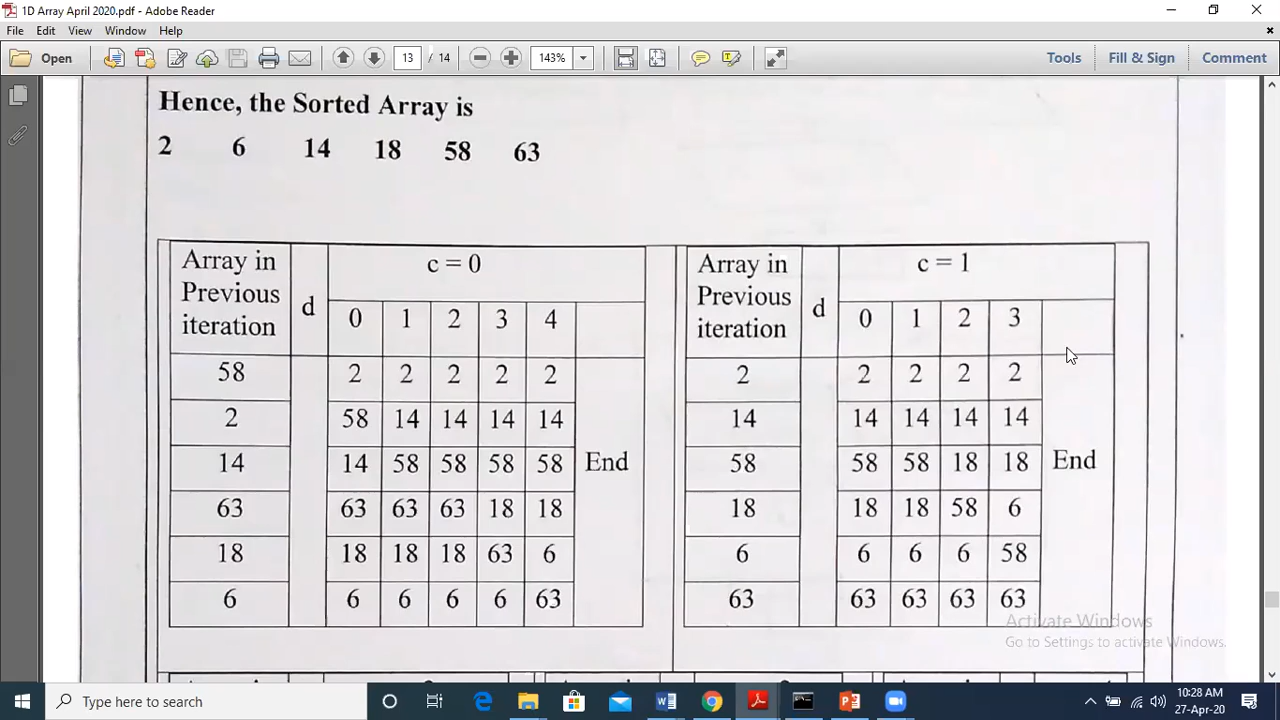 1D Array April 2020.pdf - Adobe Reader
File Edit View Window Help
Open 13 / 14 143% Tools Fill & Sign Comment
Hence, the Sorted Array is
2 6 14 18 58 63
Array in Previous iteration d c = 0
0 1 2 3 4
58 2 2 2 2 2
2 58 14 14 14 14
14 14 58 58 58 58 End
63 63 63 63 18 18
18 18 18 18 63 6
6 6 6 6 6 63
Array in Previous iteration d c = 1
0 1 2 3
2 2 2 2 2
14 14 14 14 14
58 58 58 18 18 End
18 18 18 58 6
6 6 6 6 58
63 63 63 63 63
Activate Windows
Go to Settings to activate Windows.
Type here to search
10:28 AM
27-Apr-20